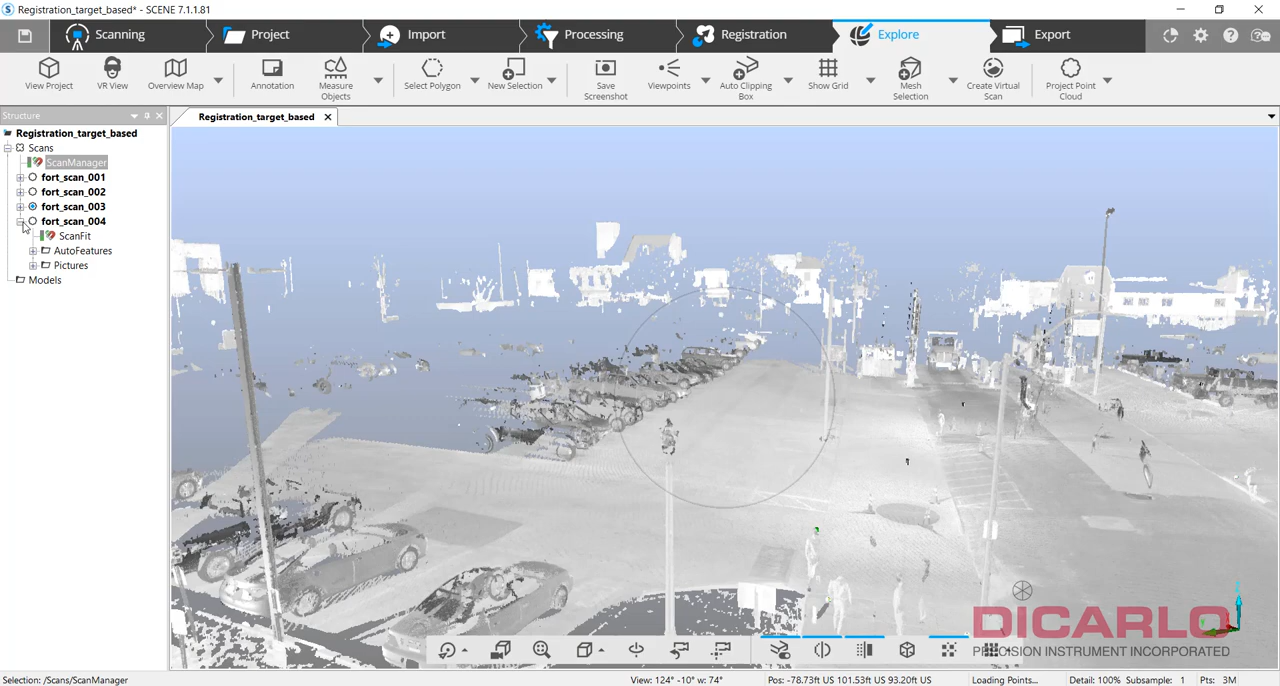 Registration_target_based* - SCENE 7.1.1.81
Scanning
Project
Import
Processing
Registration
Explore
Export
View Project
VR View
Overview Map
Annotation
Measure
Objects
Select Polygon
New Selection
Save
Screenshot
Viewpoints
Auto Clipping
Box
Show Grid
Mesh
Selection
Create Virtual
Scan
Project Point
Cloud
Structure
Registration_target_based
Registration_target_based
Scans
ScanManager
fort_scan_001
fort_scan_002
fort_scan_003
fort_scan_004
ScanFit
AutoFeatures
Pictures
Models
DICARLO
PRECISION INSTRUMENT INCORPORATED
Selection: /Scans/ScanManager
View: 124° -10° w: 74°
Pos: -78.73ft US 101.53ft US 93.20ft US
Loading Points...
Detail: 100%
Subsample: 1
Pts: 3M